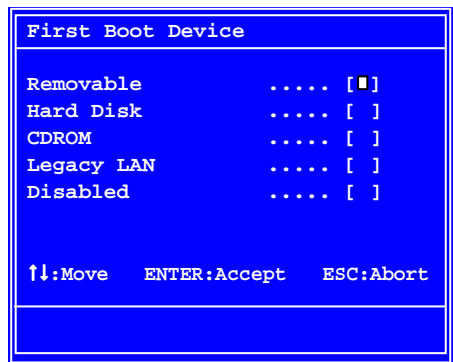 First Boot Device
Removable ..... [■]
Hard Disk ..... [ ]
CDROM ..... [ ]
Legacy LAN ..... [ ]
Disabled ..... [ ]
↑↓:Move ENTER:Accept ESC:Abort